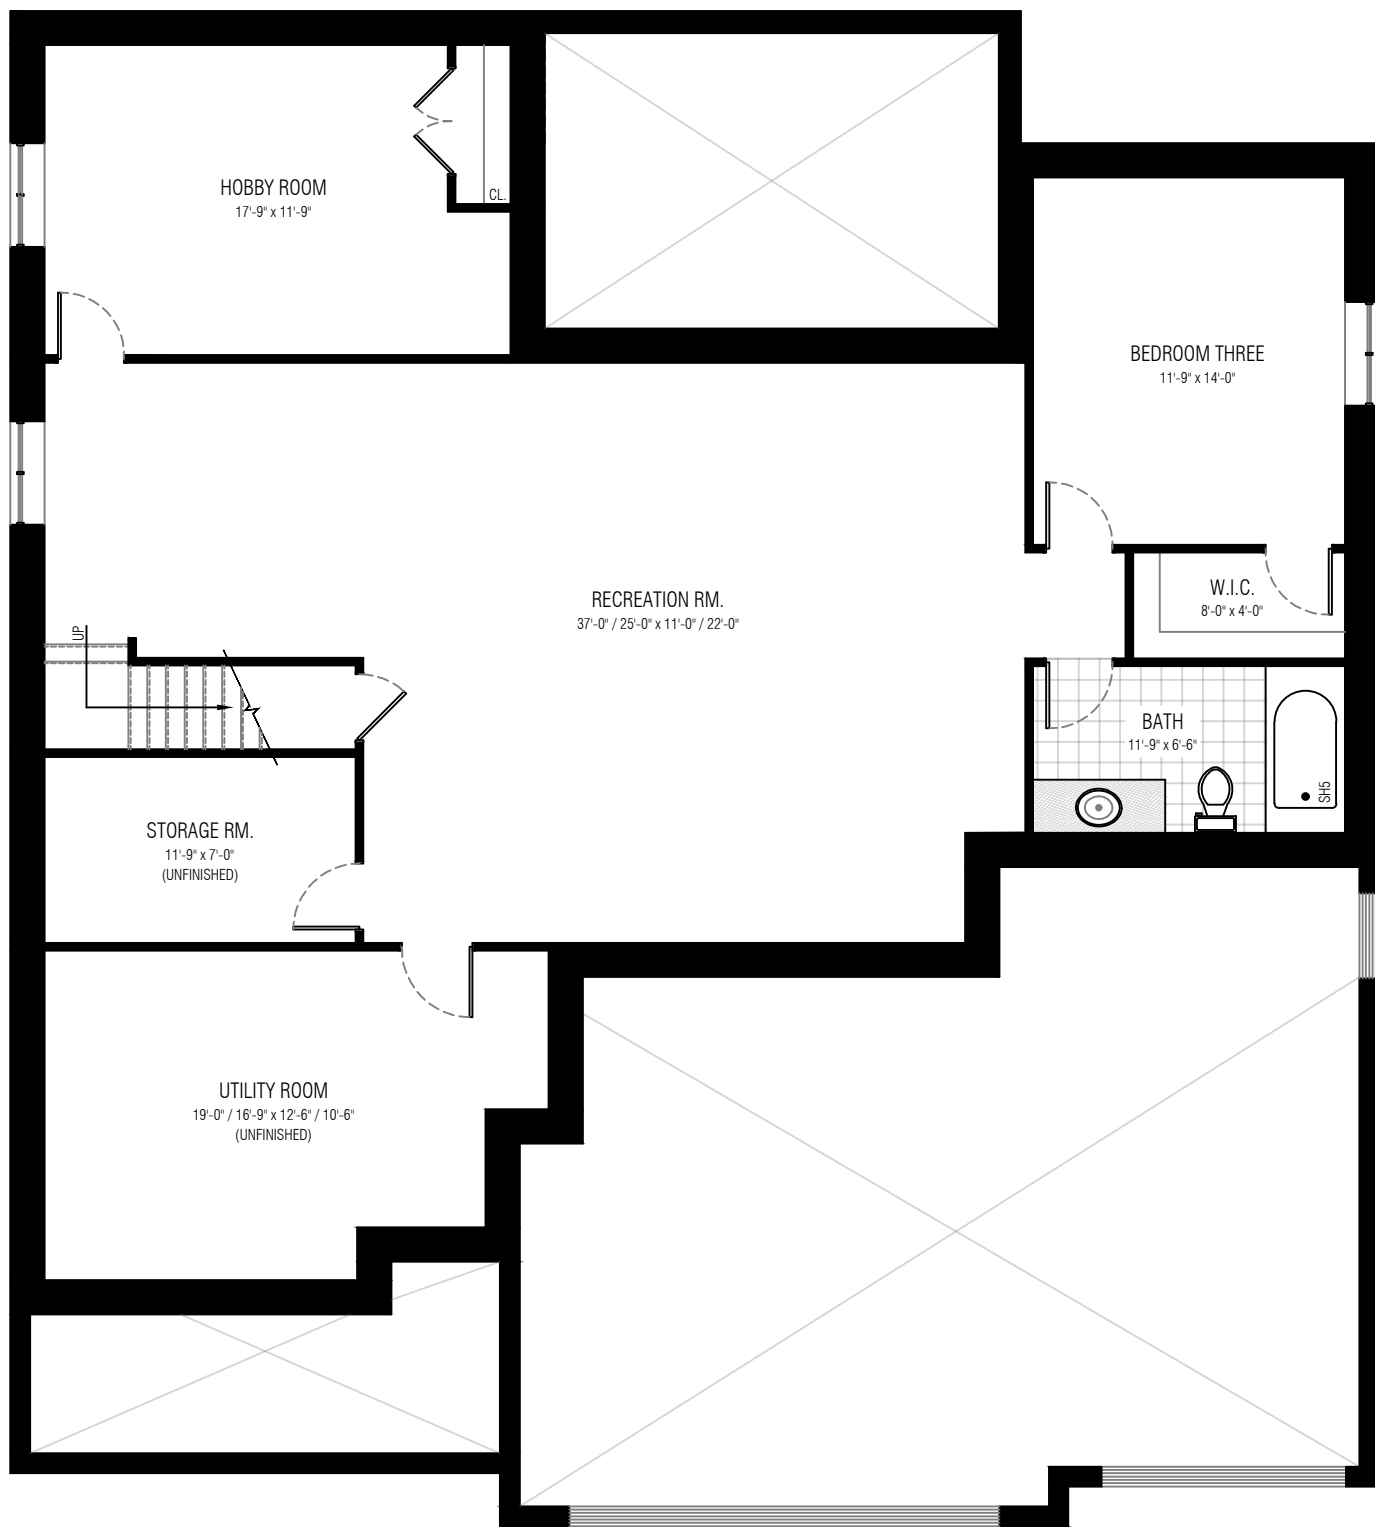 HOBBY ROOM
17'-9" x 11'-9"
CL.
BEDROOM THREE
11'-9" x 14'-0"
RECREATION RM.
37'-0" / 25'-0" x 11'-0" / 22'-0"
W.I.C.
8'-0" x 4'-0"
UP
BATH
11'-9" x 6'-6"
SH5
STORAGE RM.
11'-9" x 7'-0"
(UNFINISHED)
UTILITY ROOM
19'-0" / 16'-9" x 12'-6" / 10'-6"
(UNFINISHED)